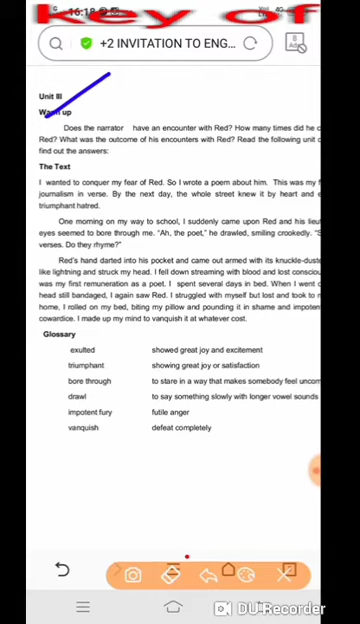 key of
16:18
4G
+2 INVITATION TO ENG...
8
Ads
Unit III
Warm up
Does the narrator have an encounter with Red? How many times did he
Red? What was the outcome of his encounters with Red? Read the following unit
find out the answers:
The Text
I wanted to conquer my fear of Red. So I wrote a poem about him. This was my
journalism in verse. By the next day, the whole street knew it by heart and
triumphant hatred.
One morning on my way to school, I suddenly came upon Red and his
eyes seemed to bore through me. "Ah, the poet," he drawled, smiling crookedly.
verses. Do they rhyme?"
Red's hand darted into his pocket and came out armed with its knuckle-
like lightning and struck my head. I fell down streaming with blood and lost
was my first remuneration as a poet. I spent several days in bed. When I went
head still bandaged, I again saw Red. I struggled with myself but lost and took to
home, I rolled on my bed, biting my pillow and pounding it in shame and
cowardice. I made up my mind to vanquish it at whatever cost.
Glossary
exulted showed great joy and excitement
triumphant showing great joy or satisfaction
bore through to stare in a way that makes somebody feel
drawl to say something slowly with longer vowel sounds
impotent fury futile anger
vanquish defeat completely
DU Recorder